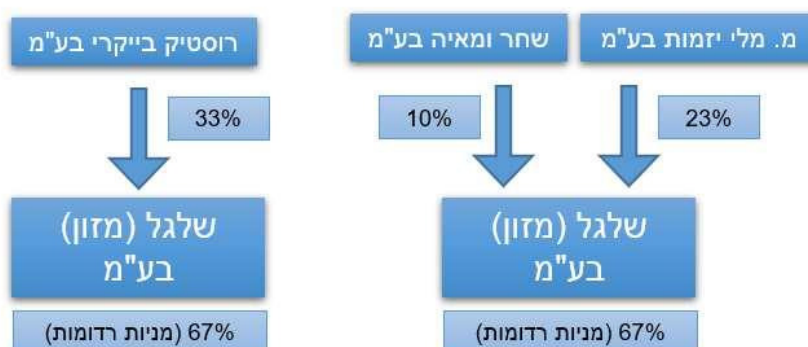 מ. מלי יזמות בע"מ
שחר ומאיה בע"מ
רוסטיק בייקרי בע"מ
23%
10%
33%
שלגל (מזון)
בע"מ
שלגל (מזון)
בע"מ
67% (מניות רדומות)
67% (מניות רדומות)